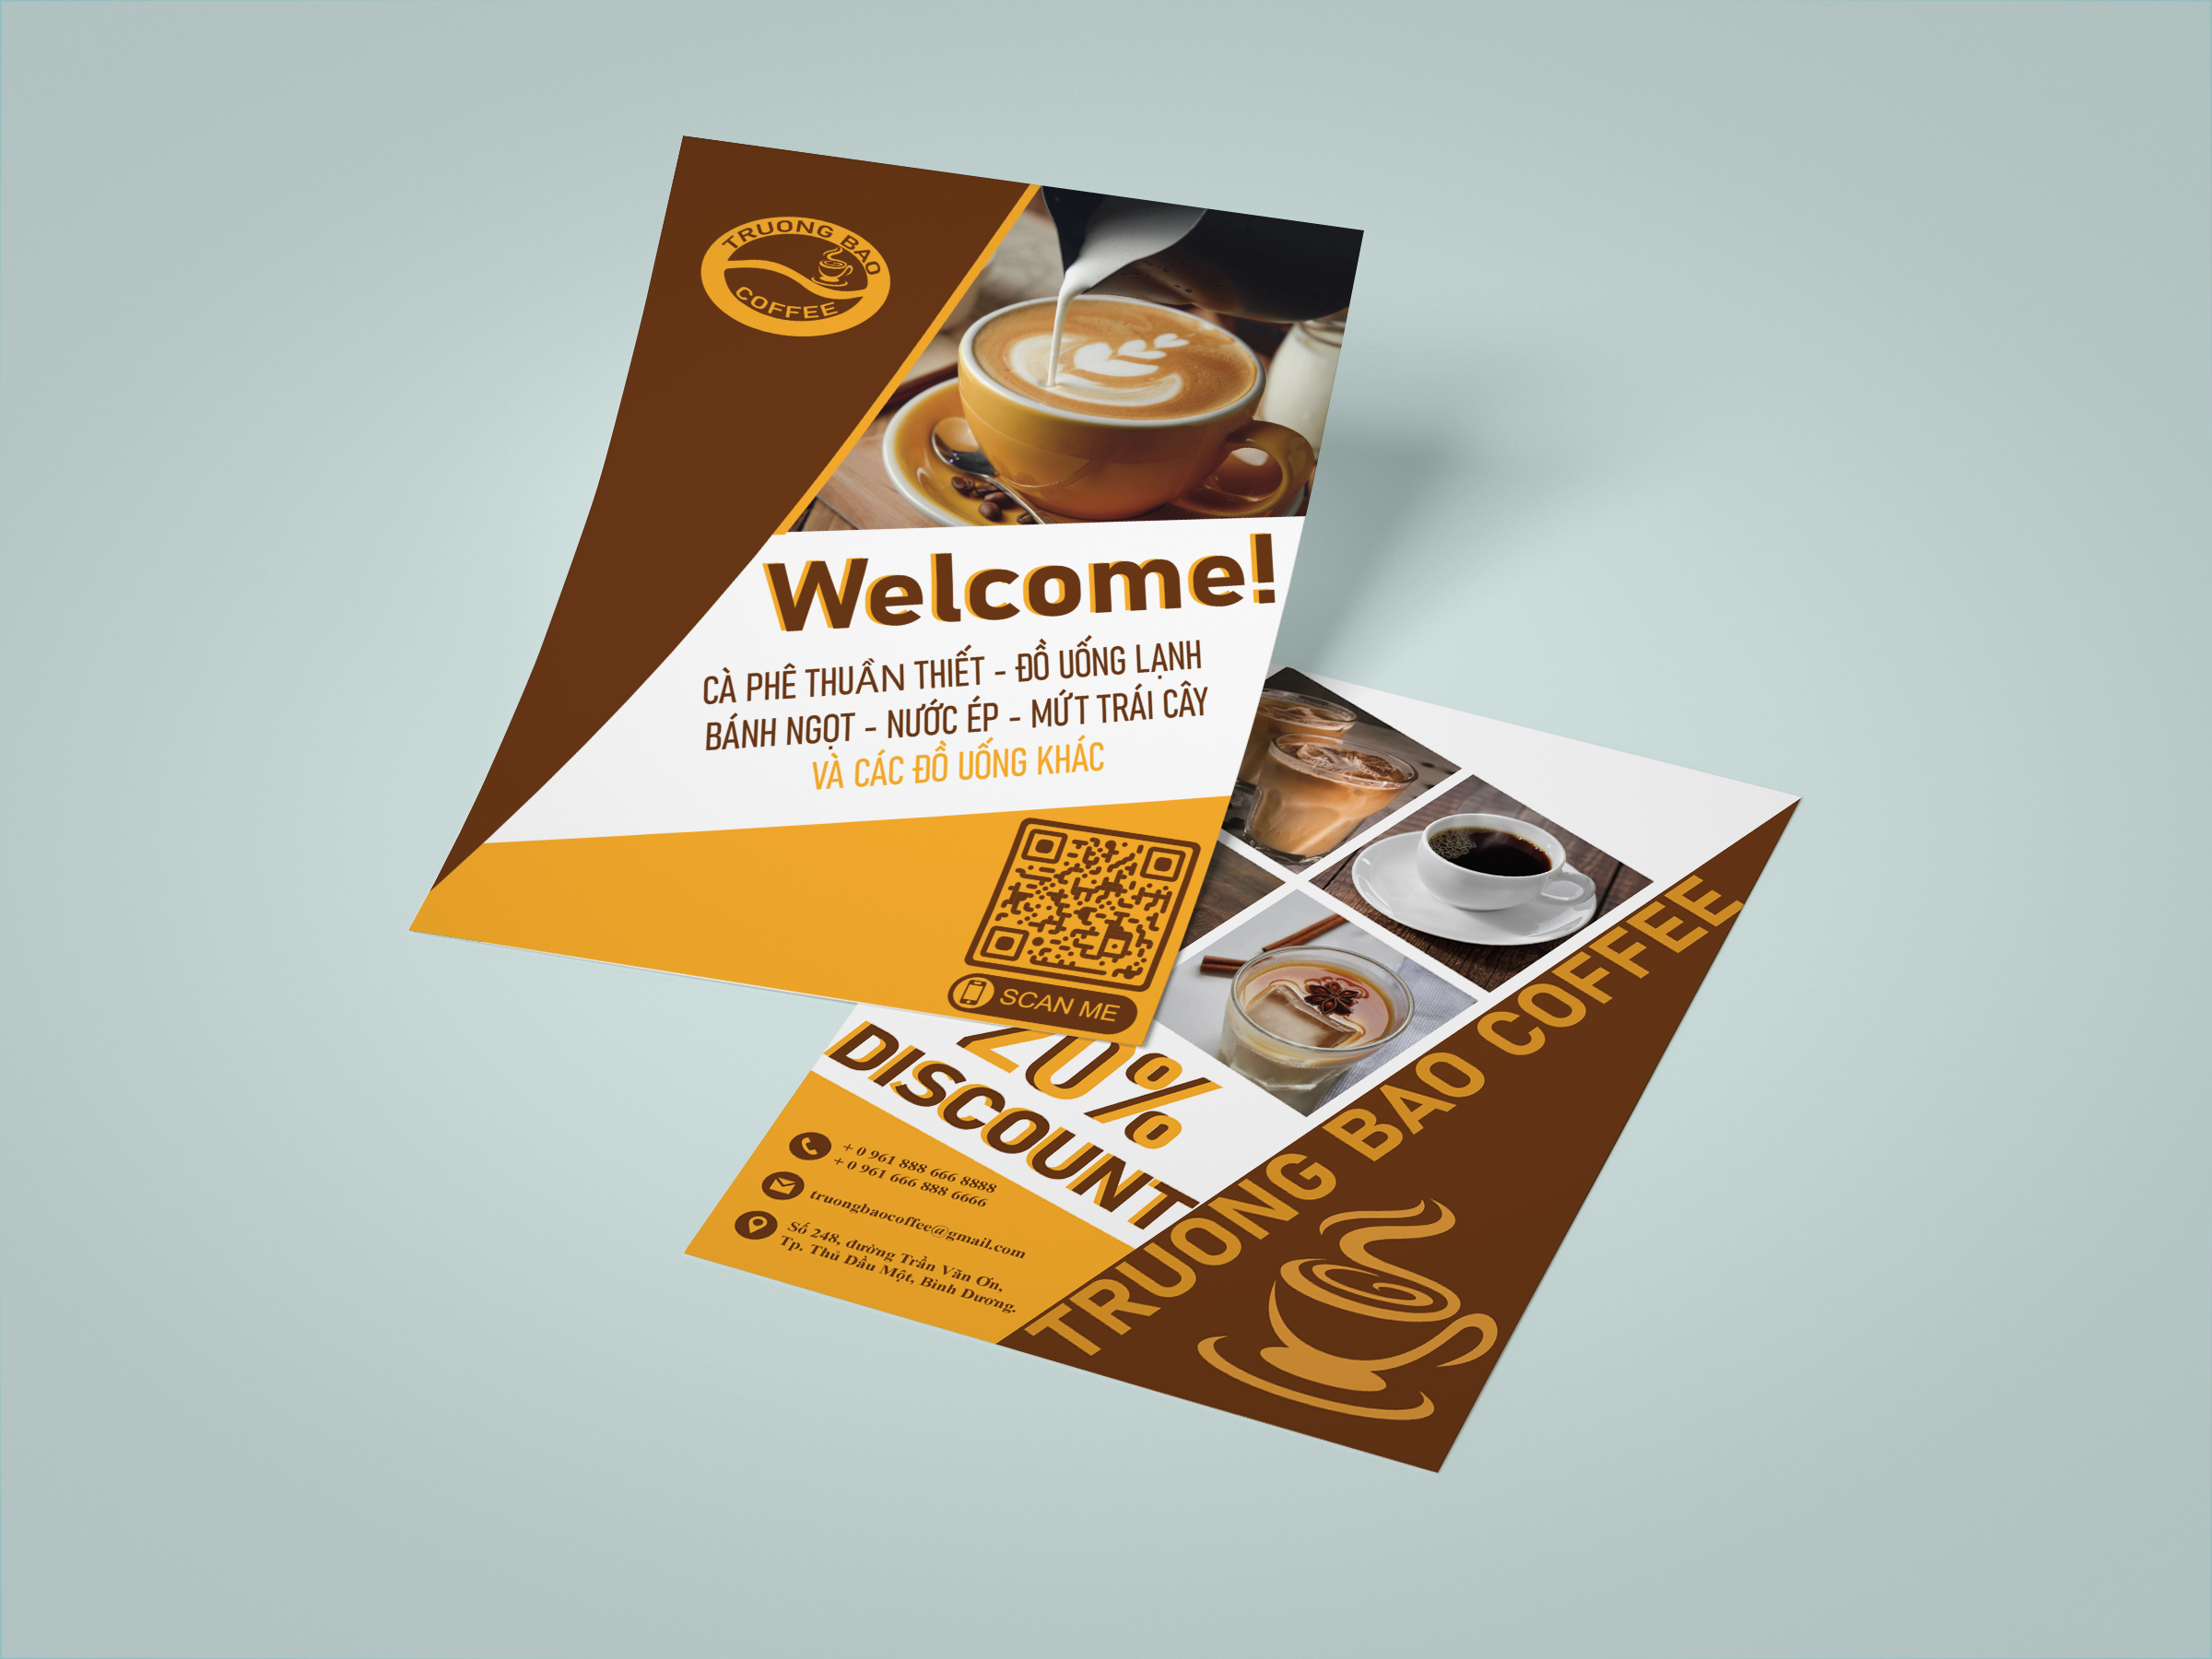 TRUONG BAO
COFFEE
Welcome!
CÀ PHÊ THUẦN THIẾT - ĐỒ UỐNG LẠNH
BÁNH NGỌT - NƯỚC ÉP - MỨT TRÁI CÂY
VÀ CÁC ĐỒ UỐNG KHÁC
SCAN ME
20%
DISCOUNT
+ 0 961 888 666 8888
+ 0 961 666 888 6666
truongbaocoffee@gmail.com
Số 248, đường Trần Văn Ơn,
Tp. Thủ Dầu Một, Bình Dương.
TRUONG BAO COFFEE